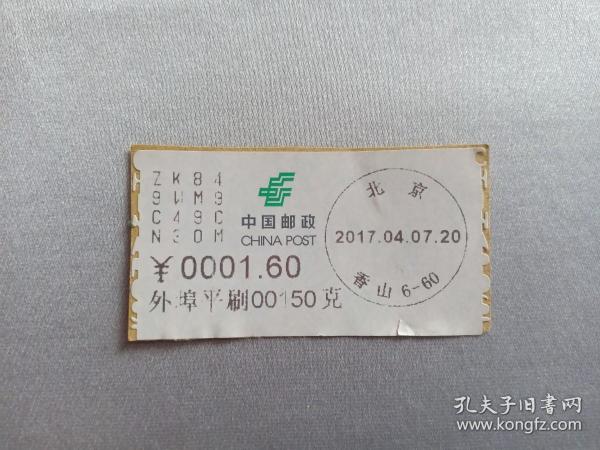 ZK84
9WM9
C49C
N30M
中国邮政
CHINA POST
¥0001.60
外埠平刷00150克
北京
2017.04.07.20
香山 6-60
孔夫子旧书网
www.kongfz.com